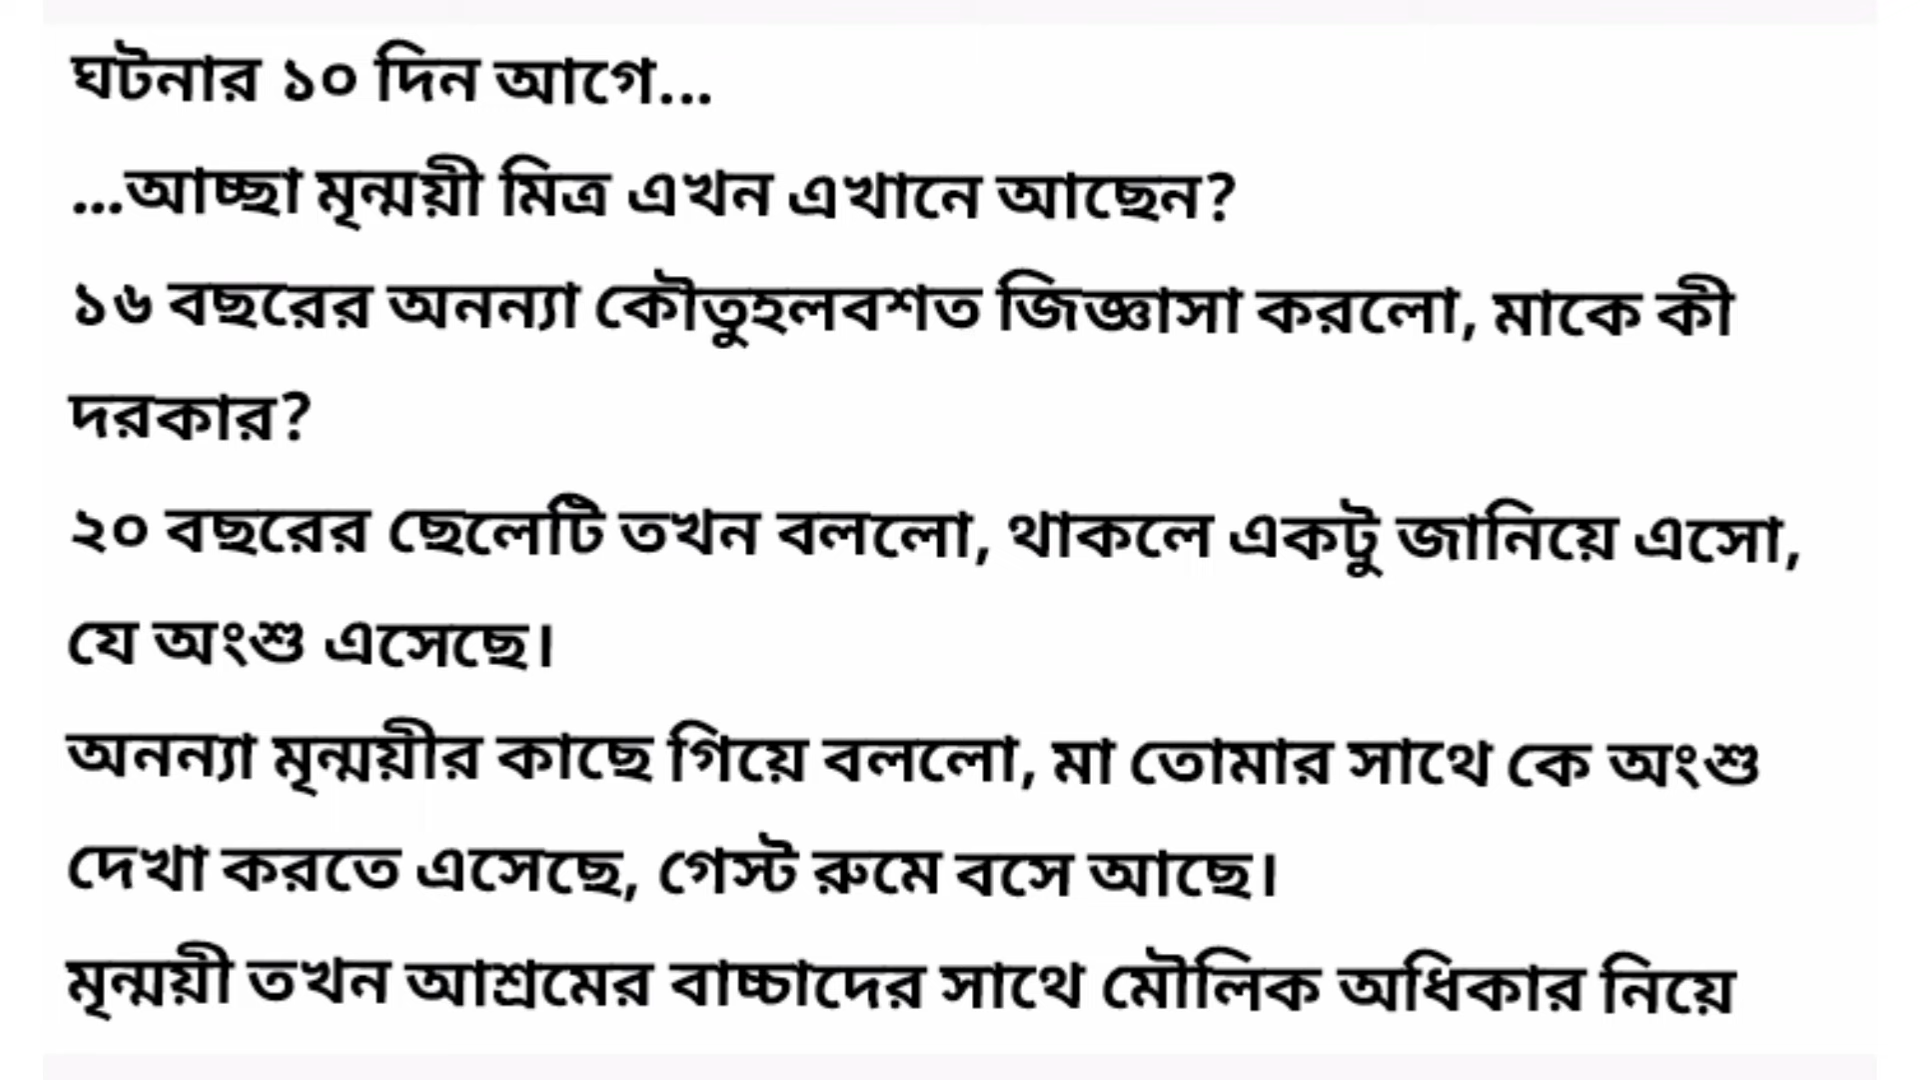 ঘটনার ১০ দিন আগে...
...আচ্ছা মৃন্ময়ী মিত্র এখন এখানে আছেন?
১৬ বছরের অনন্যা কৌতুহলবশত জিজ্ঞাসা করলো, মাকে কী
দরকার?
২০ বছরের ছেলেটি তখন বললো, থাকলে একটু জানিয়ে এসো,
যে অংশু এসেছে।
অনন্যা মৃন্ময়ীর কাছে গিয়ে বললো, মা তোমার সাথে কে অংশু
দেখা করতে এসেছে, গেস্ট রুমে বসে আছে।
মৃন্ময়ী তখন আশ্রমের বাচ্চাদের সাথে মৌলিক অধিকার নিয়ে